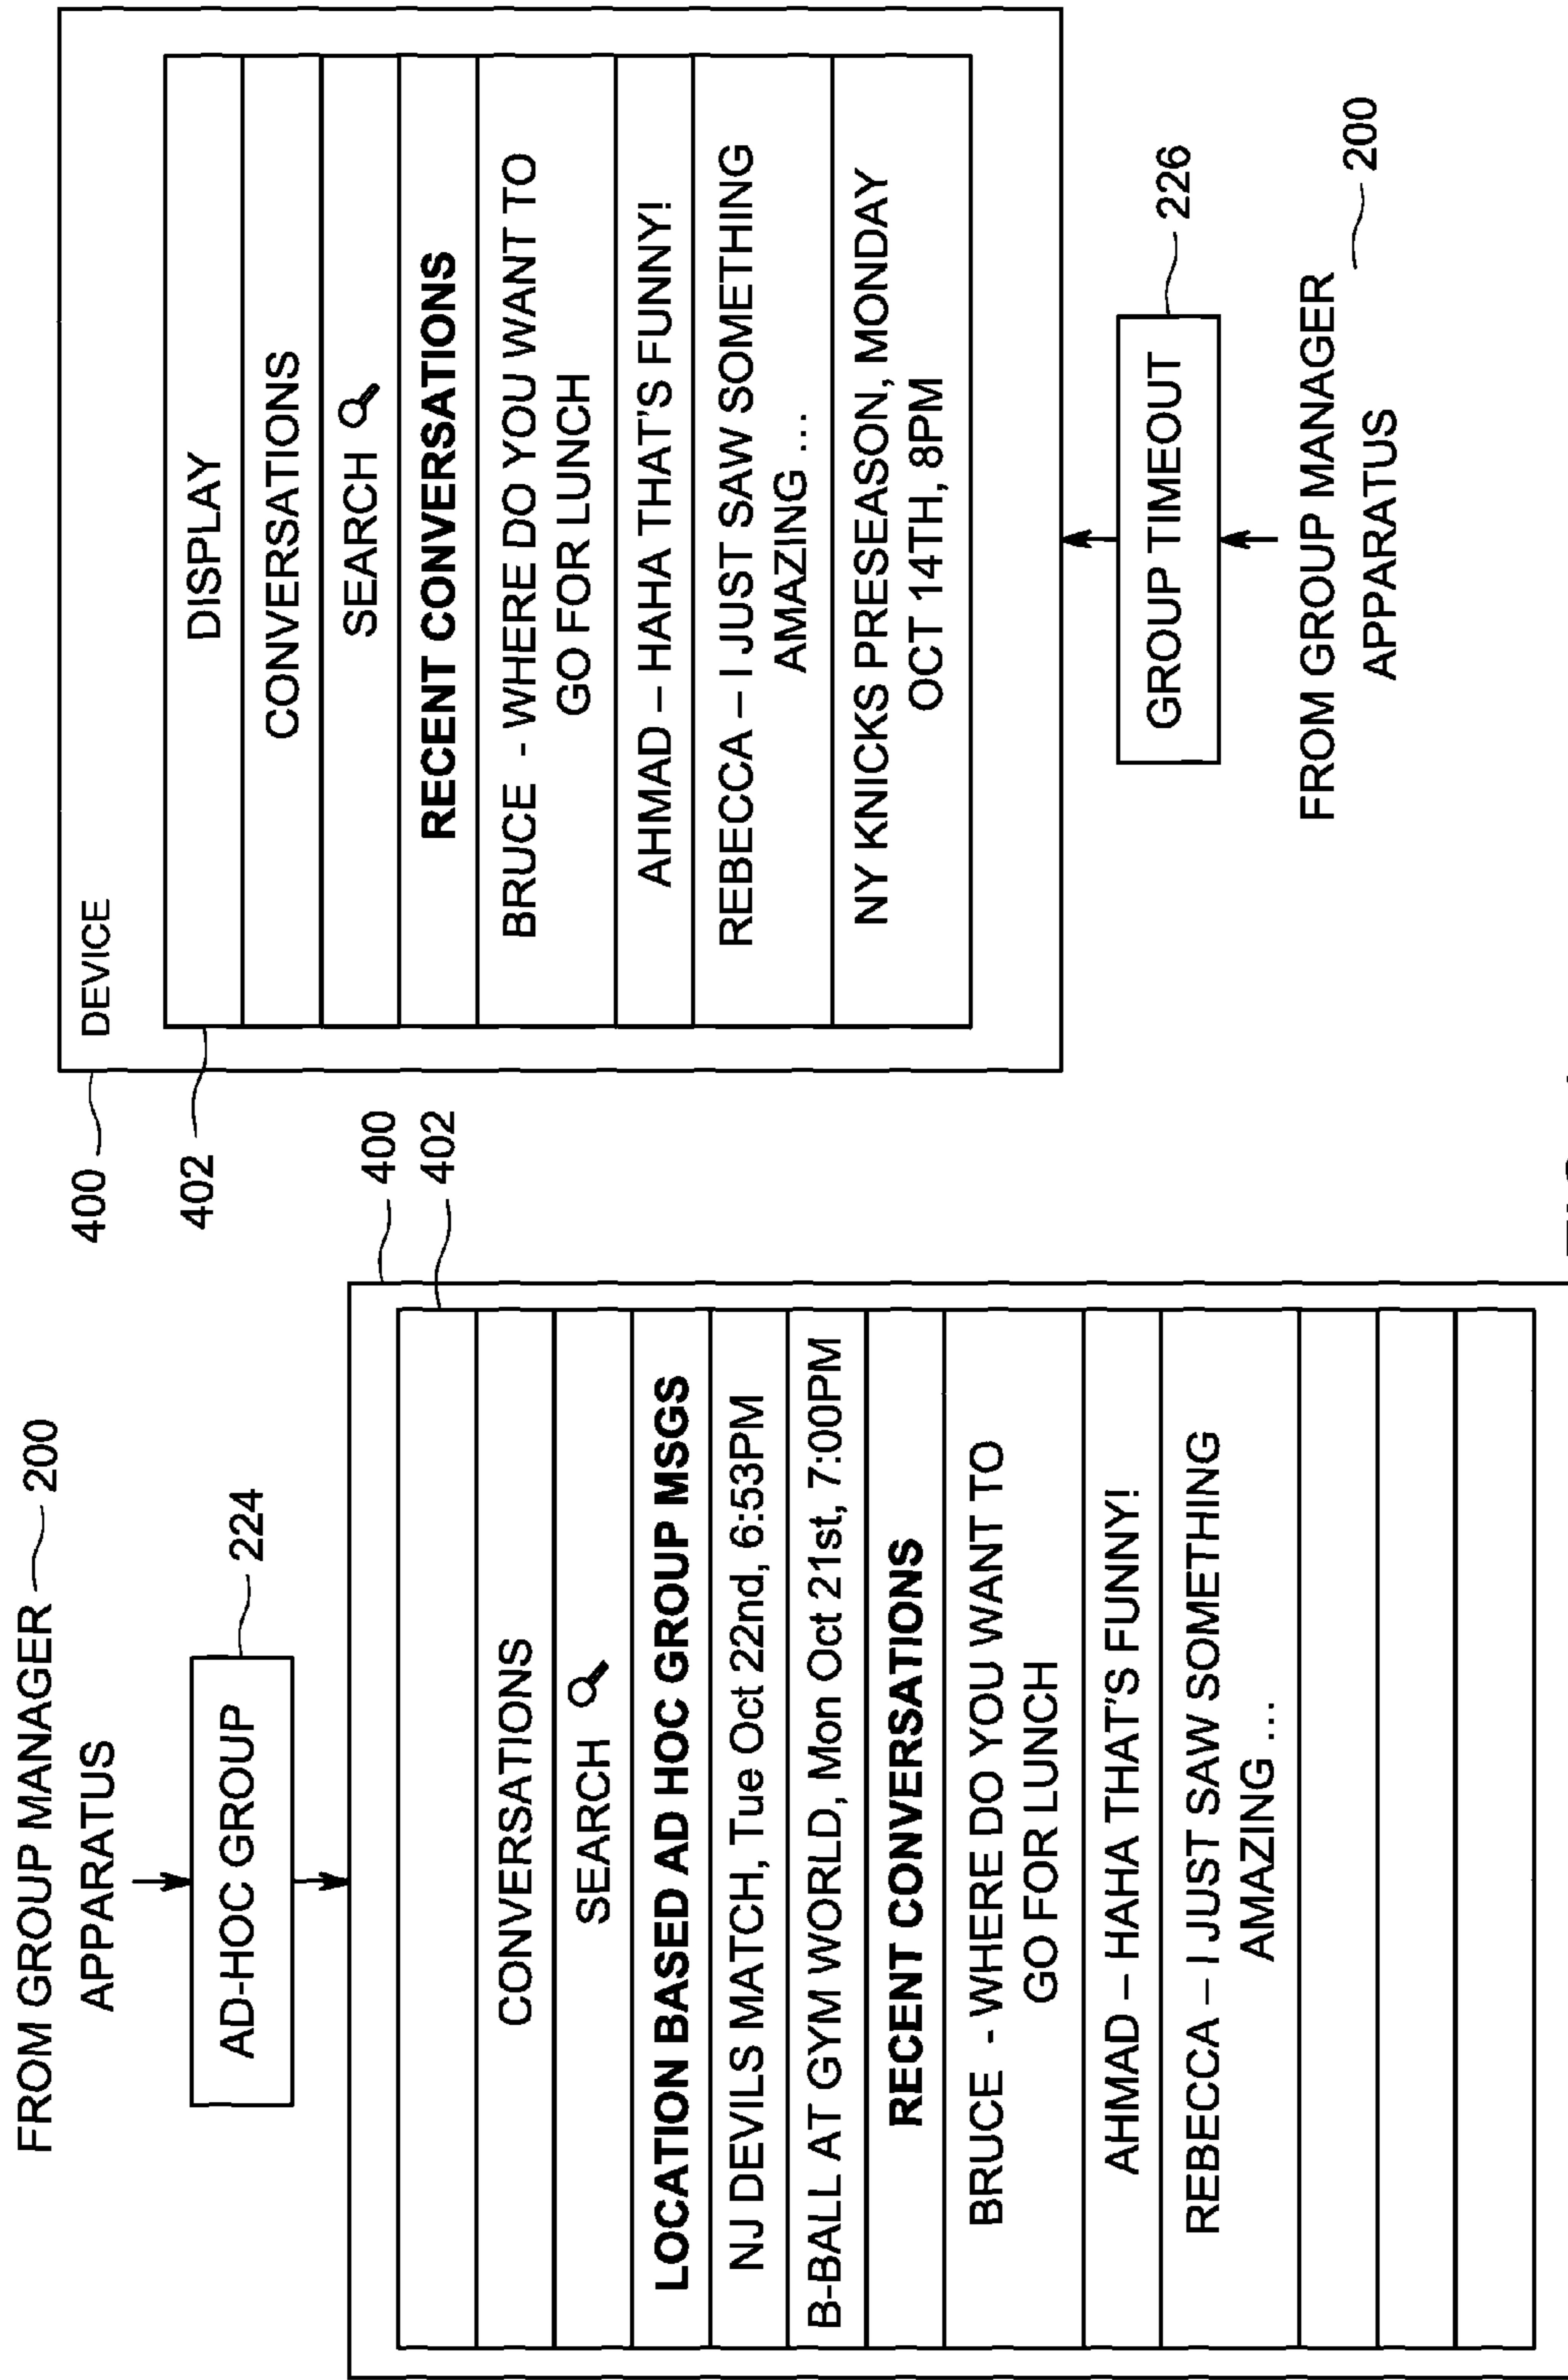 FROM GROUP MANAGER 200
APPARATUS
AD-HOC GROUP 224
400
402
CONVERSATIONS
SEARCH
LOCATION BASED AD HOC GROUP MSGS
NJ DEVILS MATCH, Tue Oct 22nd, 6:53PM
B-BALL AT GYM WORLD, Mon Oct 21st, 7:00PM
RECENT CONVERSATIONS
BRUCE - WHERE DO YOU WANT TO
GO FOR LUNCH
AHMAD – HAHA THAT'S FUNNY!
REBECCA – I JUST SAW SOMETHING
AMAZING ...
400
DEVICE
402
DISPLAY
CONVERSATIONS
SEARCH
RECENT CONVERSATIONS
BRUCE - WHERE DO YOU WANT TO
GO FOR LUNCH
AHMAD – HAHA THAT'S FUNNY!
REBECCA – I JUST SAW SOMETHING
AMAZING ...
NY KNICKS PRESEASON, MONDAY
OCT 14TH, 8PM
GROUP TIMEOUT 226
FROM GROUP MANAGER 200
APPARATUS